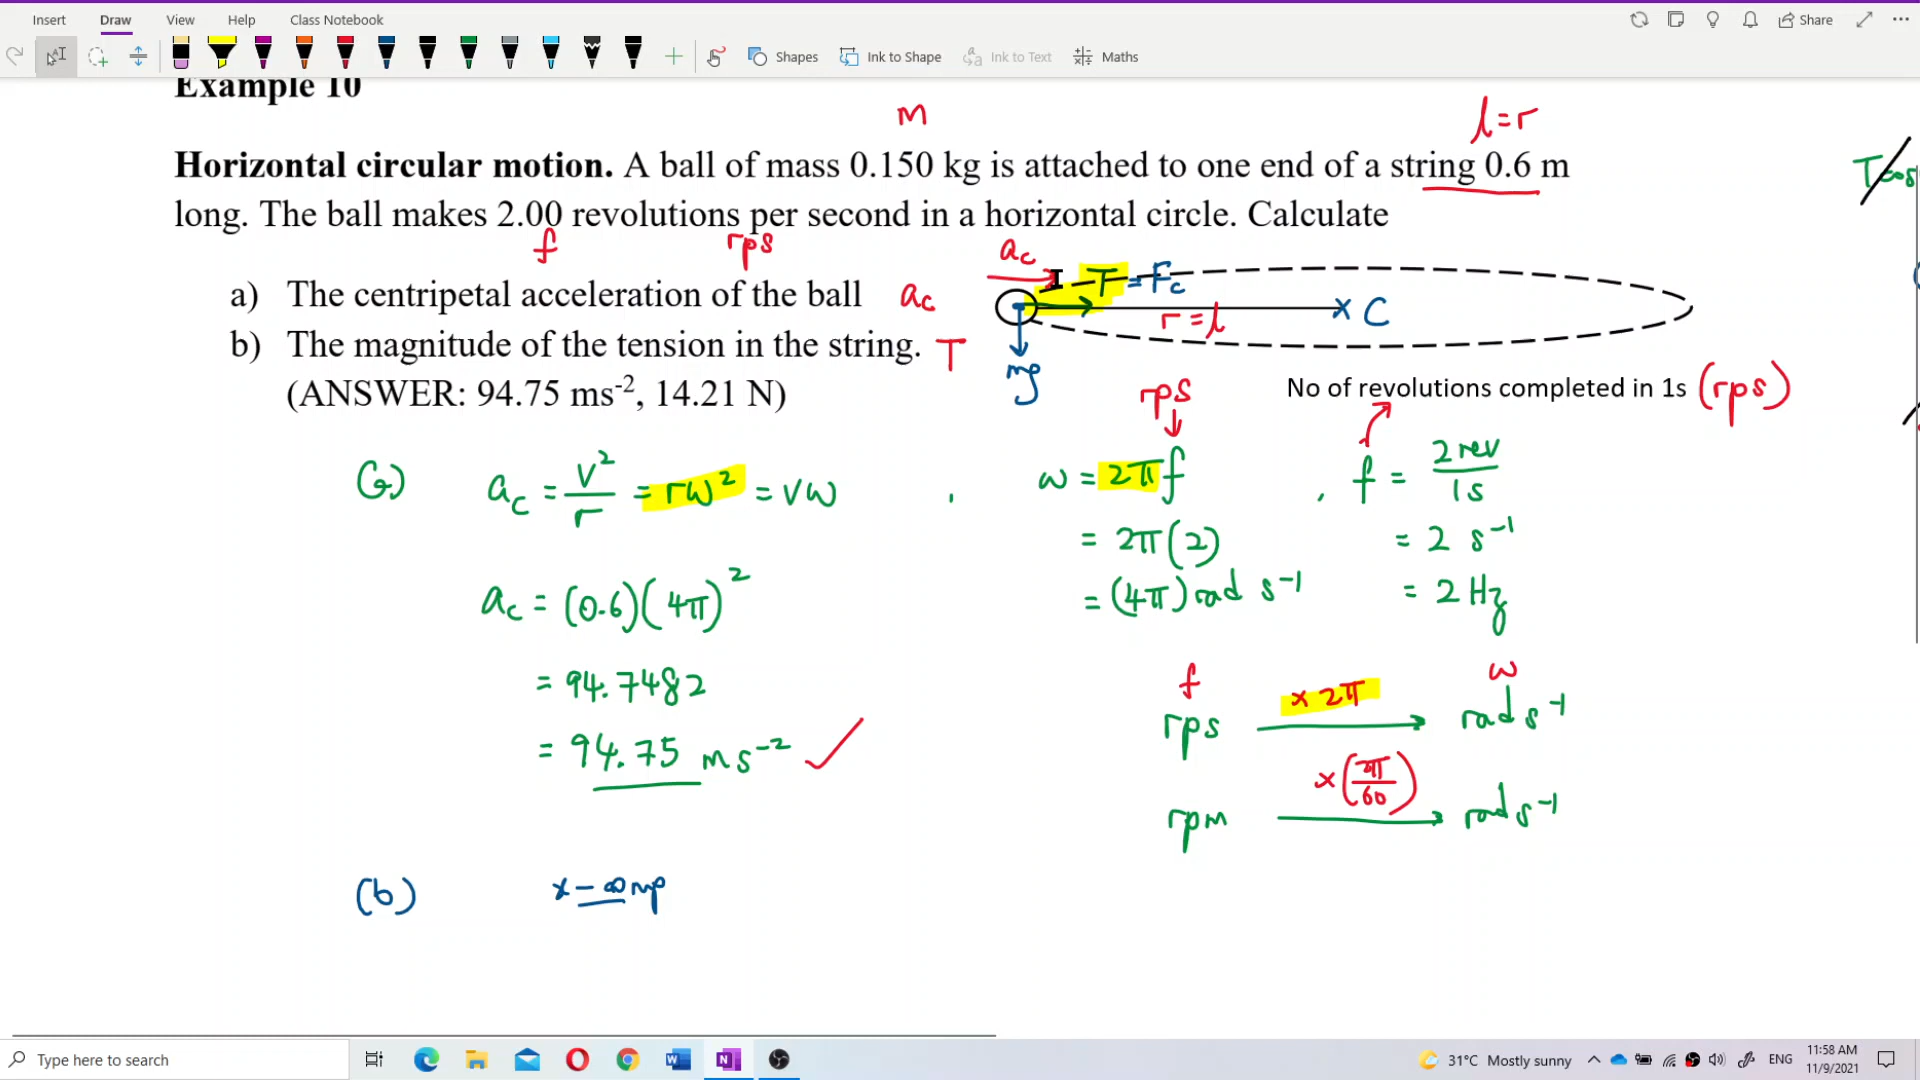 Insert Draw View Help Class Notebook Share
Shapes Ink to Shape Ink to Text Maths
Example 10
m
l = r
Horizontal circular motion. A ball of mass 0.150 kg is attached to one end of a string 0.6 m
long. The ball makes 2.00 revolutions per second in a horizontal circle. Calculate
f rps
a) The centripetal acceleration of the ball ac
b) The magnitude of the tension in the string. T
(ANSWER: 94.75 ms-2, 14.21 N)
ac
T = Fc
r = l
C
mg
No of revolutions completed in 1s (rps)
rps
(a) ac = v²/r = rω² = vω , ω = 2πf , f = 2 rev/1s
= 2π(2) = 2 s⁻¹
ac = (0.6)(4π)² = (4π) rad s⁻¹ = 2 Hz
= 94.7482
= 94.75 ms⁻²
f ω
rps × 2π rad s⁻¹
rpm ×(2π/60) rad s⁻¹
(b) x-
Type here to search 31°C Mostly sunny ENG 11:58 AM
11/9/2021